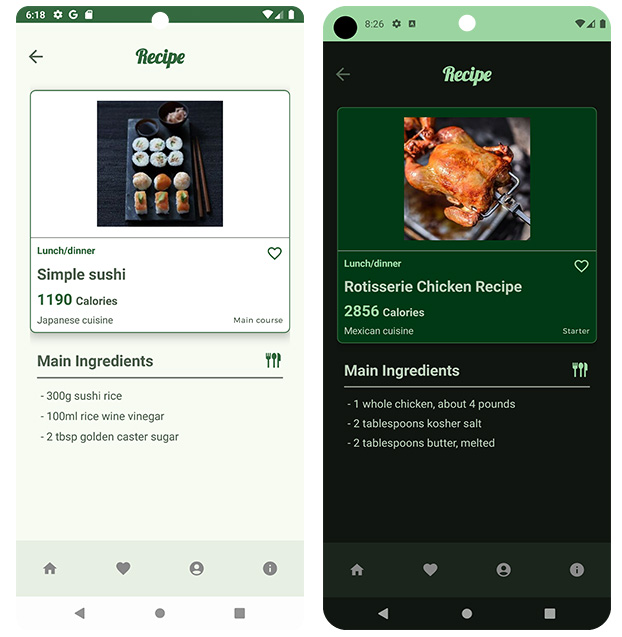 6:18
Recipe
Lunch/dinner
Simple sushi
1190 Calories
Japanese cuisine
Main course
Main Ingredients
- 300g sushi rice
- 100ml rice wine vinegar
- 2 tbsp golden caster sugar
8:26
Recipe
Lunch/dinner
Rotisserie Chicken Recipe
2856 Calories
Mexican cuisine
Starter
Main Ingredients
- 1 whole chicken, about 4 pounds
- 2 tablespoons kosher salt
- 2 tablespoons butter, melted